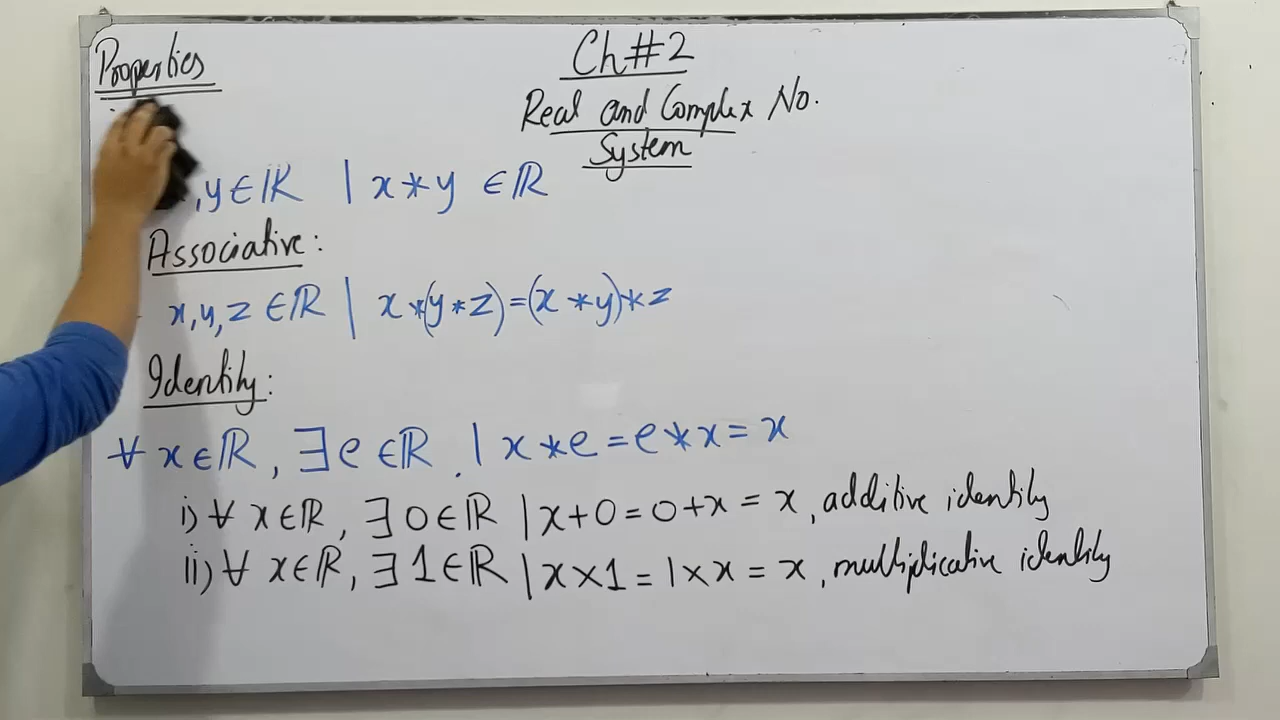 Properties
Ch#2
Real and Complex No.
System
,y∈ℝ | x*y ∈ℝ
Associative:
x,y,z ∈ℝ | x*(y*z)=(x*y)*z
Identity:
∀ x∈ℝ, ∃e∈ℝ. | x*e=e*x=x
i) ∀ x∈ℝ, ∃0∈ℝ | x+0=0+x=x, additive identity
ii) ∀ x∈ℝ, ∃1∈ℝ | x×1=1×x=x, multiplicative identity